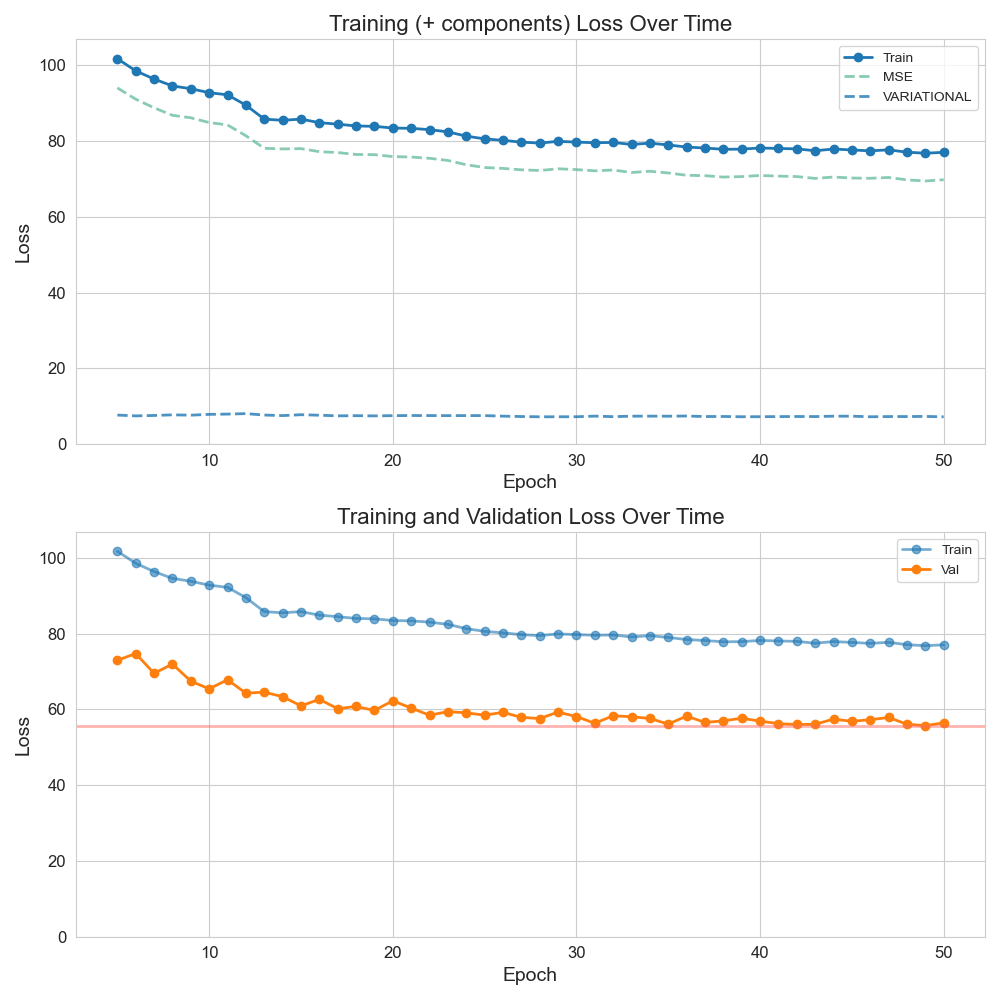 Training (+ components) Loss Over Time
Train
MSE
VARIATIONAL
Loss
100
80
60
40
20
0
10 20 30 40 50
Epoch
Training and Validation Loss Over Time
Train
Val
Loss
100
80
60
40
20
0
10 20 30 40 50
Epoch